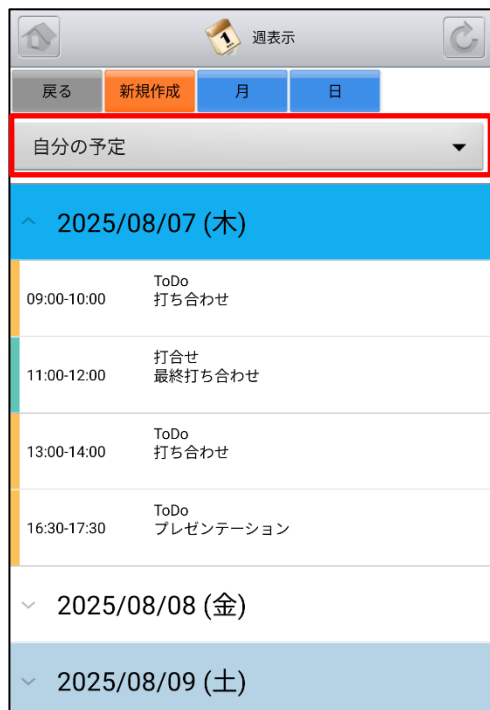 1
週表示
戻る 新規作成 月 日
自分の予定
2025/08/07 (木)
ToDo
09:00-10:00 打ち合わせ
打合せ
11:00-12:00 最終打ち合わせ
ToDo
13:00-14:00 打ち合わせ
ToDo
16:30-17:30 プレゼンテーション
2025/08/08 (金)
2025/08/09 (土)